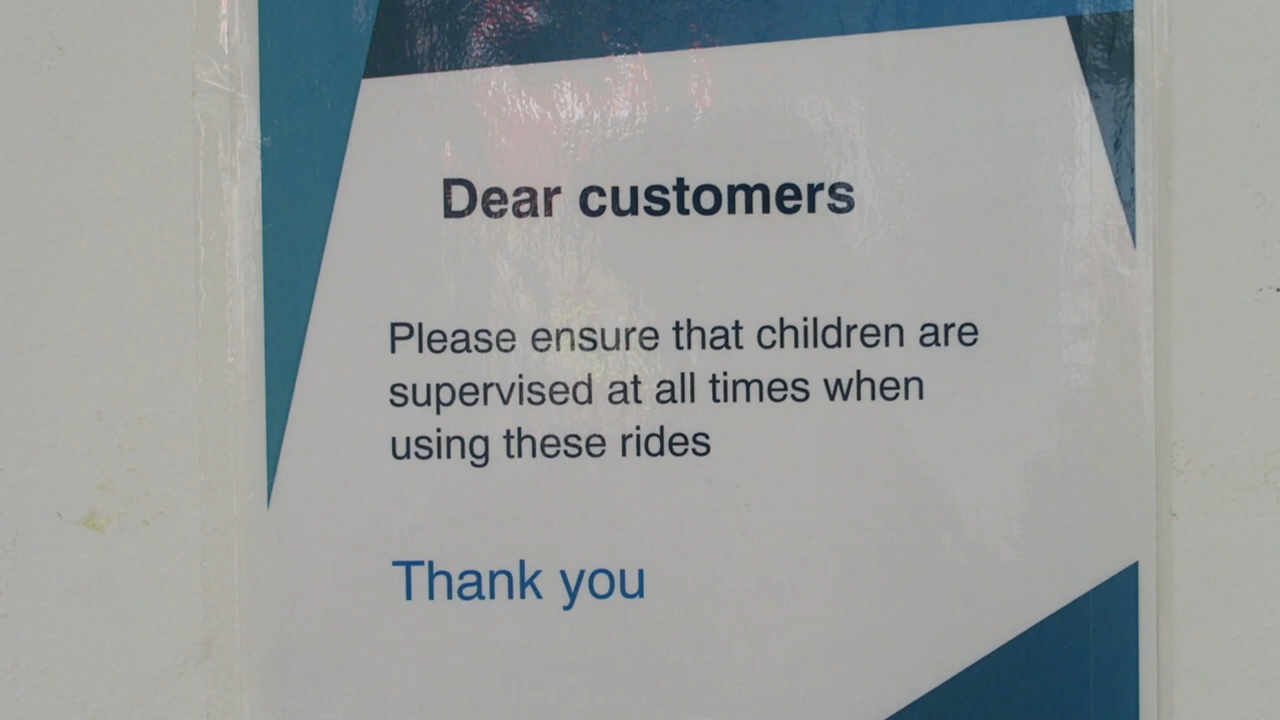 Dear customers
Please ensure that children are
supervised at all times when
using these rides
Thank you